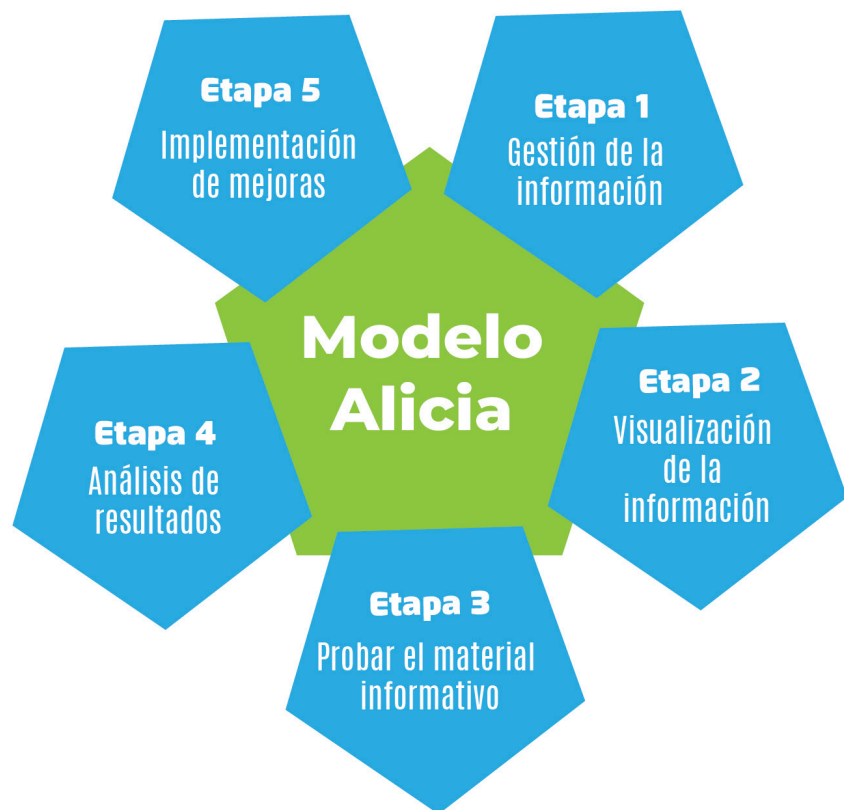 Modelo
Alicia
Etapa 1
Gestión de la
información
Etapa 2
Visualización
de la
información
Etapa 3
Probar el material
informativo
Etapa 4
Análisis de
resultados
Etapa 5
Implementación
de mejoras